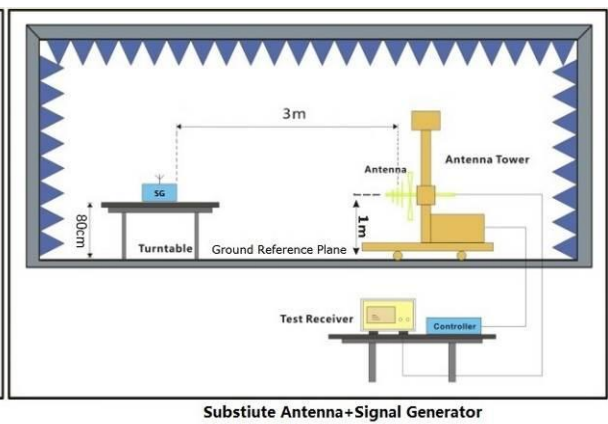 3m
Antenna
Antenna Tower
SG
80cm
1m
Turntable
Ground Reference Plane
Test Receiver
Controller
Substiute Antenna+Signal Generator